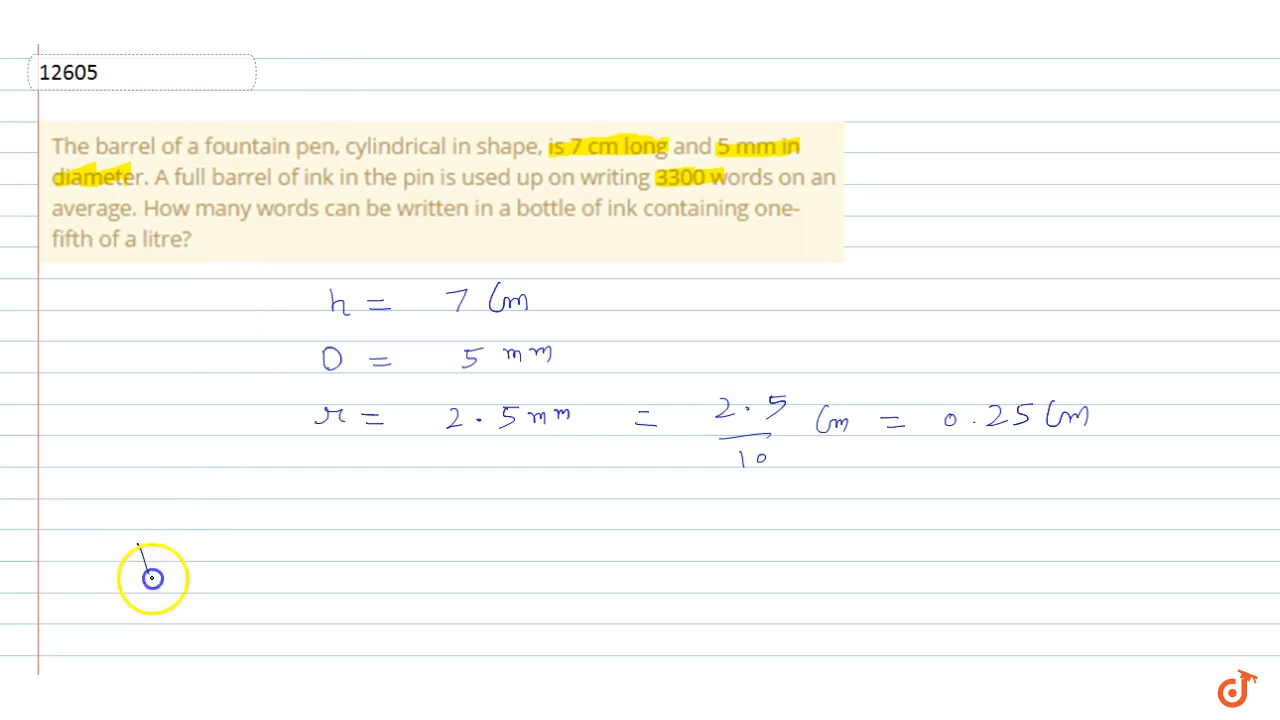 12605
The barrel of a fountain pen, cylindrical in shape, is 7 cm long and 5 mm in
diameter. A full barrel of ink in the pin is used up on writing 3300 words on an
average. How many words can be written in a bottle of ink containing one-
fifth of a litre?
h = 7 Cm
D = 5 mm
r = 2.5 mm = 2.5/10 Cm = 0.25 Cm